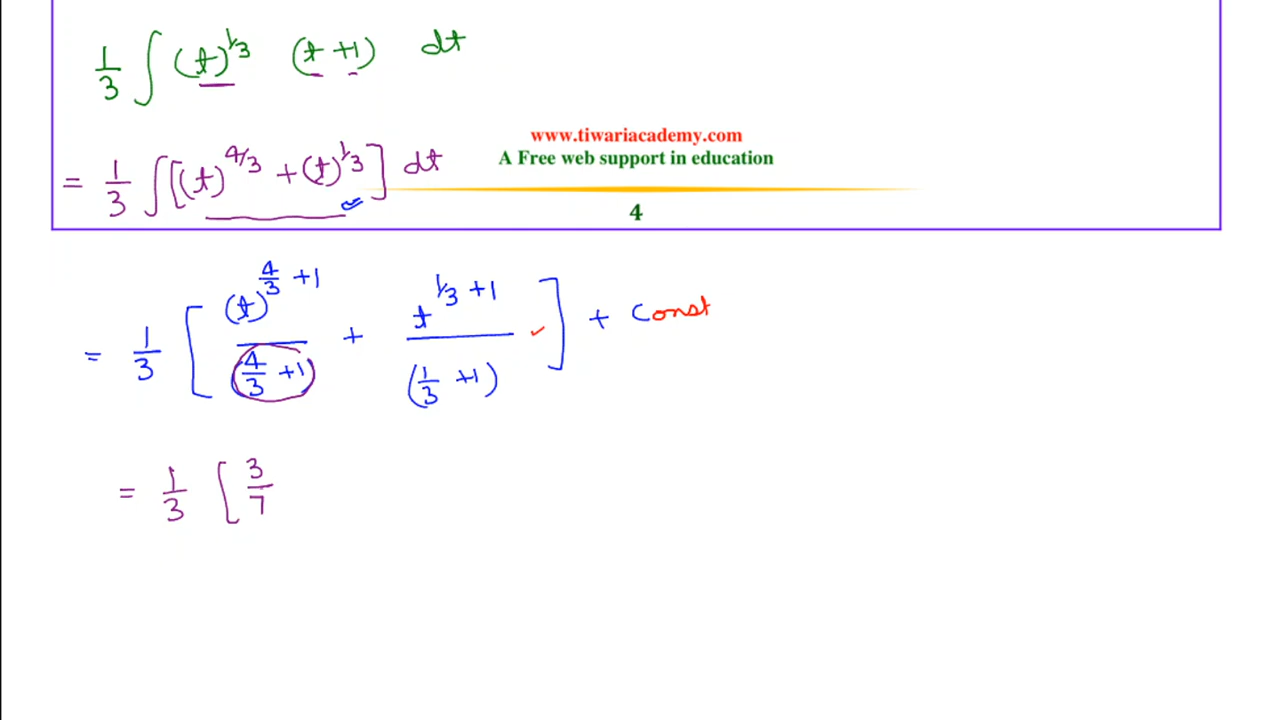 1/3 ∫ (t)^1/3 (t +1) dt
= 1/3 ∫ [(t)^4/3 + (t)^1/3] dt
www.tiwariacademy.com
A Free web support in education
4
= 1/3 [ (t)^(4/3 +1) / (4/3 +1) + t^(1/3 +1) / (1/3 +1) ] + Const
= 1/3 [ 3/7